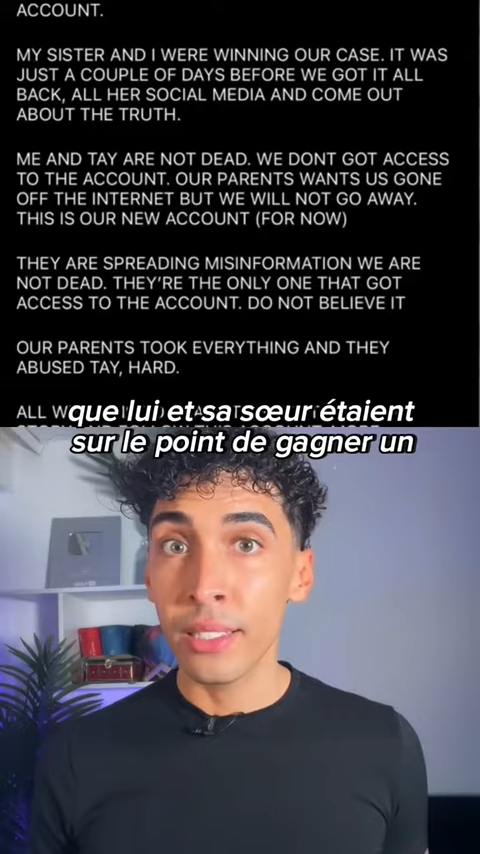 ACCOUNT.
MY SISTER AND I WERE WINNING OUR CASE. IT WAS
JUST A COUPLE OF DAYS BEFORE WE GOT IT ALL
BACK, ALL HER SOCIAL MEDIA AND COME OUT
ABOUT THE TRUTH.
ME AND TAY ARE NOT DEAD. WE DONT GOT ACCESS
TO THE ACCOUNT. OUR PARENTS WANTS US GONE
OFF THE INTERNET BUT WE WILL NOT GO AWAY.
THIS IS OUR NEW ACCOUNT (FOR NOW)
THEY ARE SPREADING MISINFORMATION WE ARE
NOT DEAD. THEY'RE THE ONLY ONE THAT GOT
ACCESS TO THE ACCOUNT. DO NOT BELIEVE IT
OUR PARENTS TOOK EVERYTHING AND THEY
ABUSED TAY, HARD.
ALL
que lui et sa sœur étaient
sur le point de gagner un